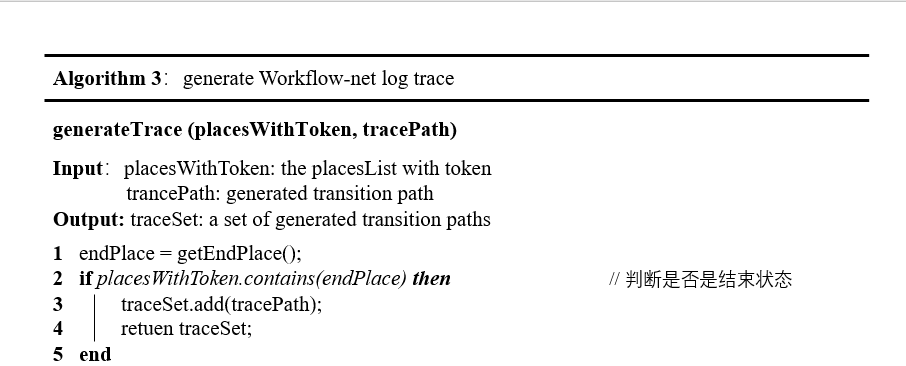 Algorithm 3： generate Workflow-net log trace
generateTrace (placesWithToken, tracePath)
Input： placesWithToken: the placesList with token
trancePath: generated transition path
Output: traceSet: a set of generated transition paths
1 endPlace = getEndPlace();
2 if placesWithToken.contains(endPlace) then // 判断是否是结束状态
3 traceSet.add(tracePath);
4 retuen traceSet;
5 end